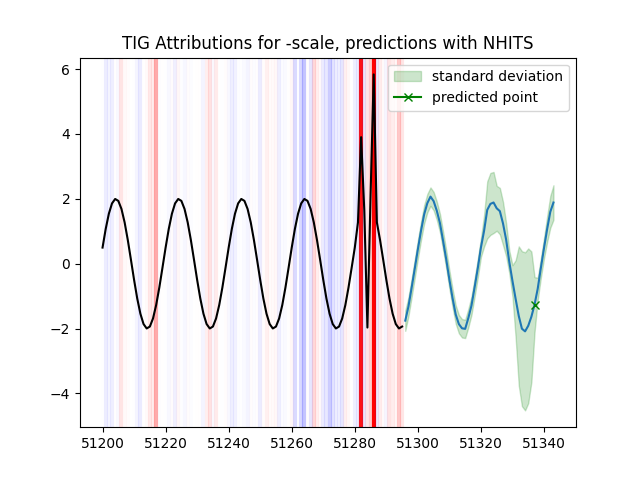 TIG Attributions for -scale, predictions with NHITS
standard deviation
predicted point
6
4
2
0
−2
−4
51200 51220 51240 51260 51280 51300 51320 51340